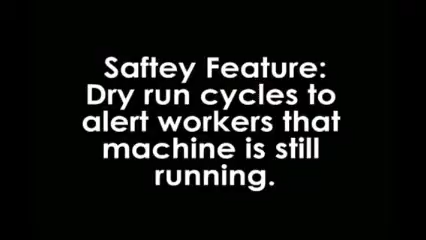 Saftey Feature:
Dry run cycles to
alert workers that
machine is still
running.